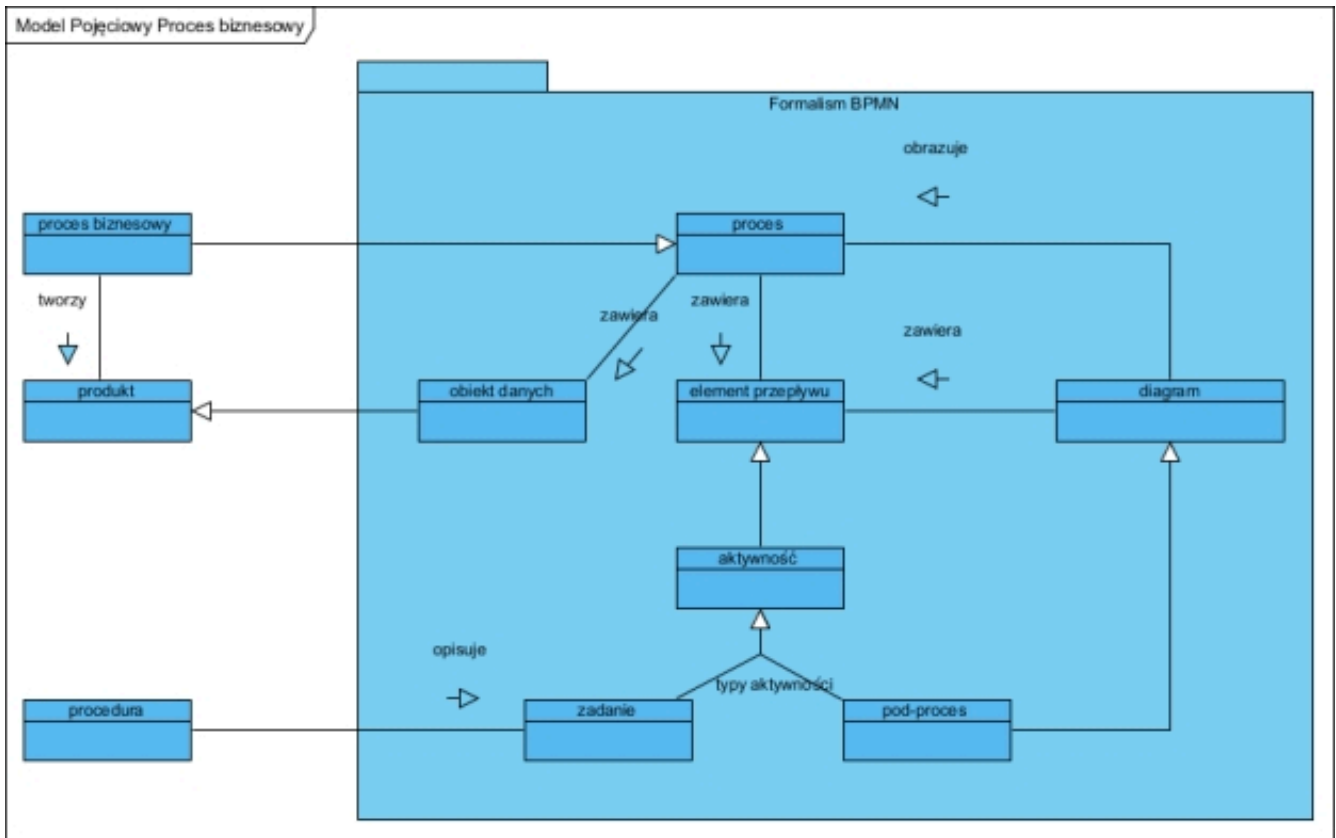 Model Pojęciowy Proces biznesowy
Formalism BPMN
obrazuje
proces biznesowy
proces
tworzy
zawiera
zawiera
zawiera
produkt
obiekt danych
element przepływu
diagram
aktywność
opisuje
typy aktywności
procedura
zadanie
pod-proces